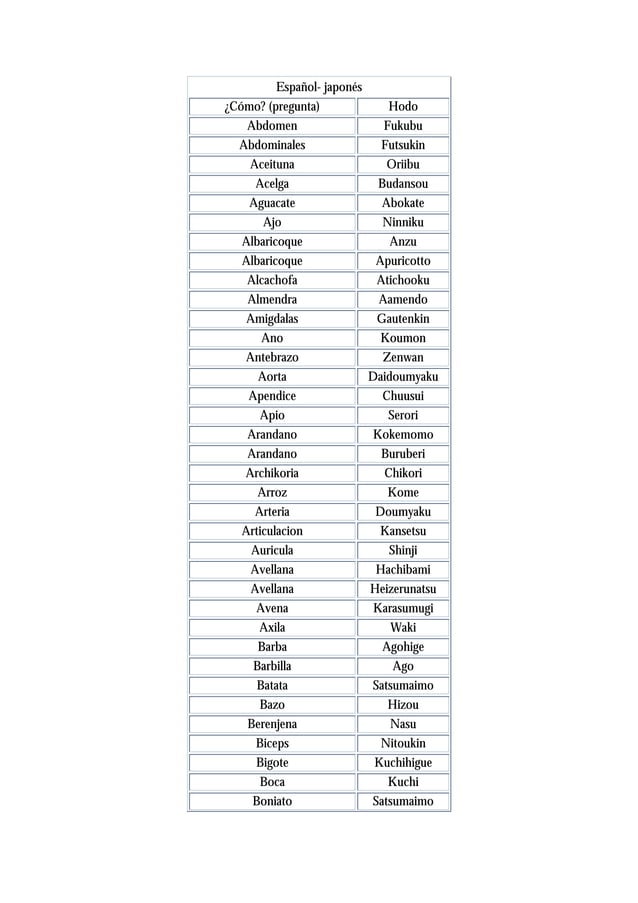 Español- japonés
¿Cómo? (pregunta) Hodo
Abdomen Fukubu
Abdominales Futsukin
Aceituna Oriibu
Acelga Budansou
Aguacate Abokate
Ajo Ninniku
Albaricoque Anzu
Albaricoque Apuricotto
Alcachofa Atichooku
Almendra Aamendo
Amigdalas Gautenkin
Ano Koumon
Antebrazo Zenwan
Aorta Daidoumyaku
Apendice Chuusui
Apio Serori
Arandano Kokemomo
Arandano Buruberi
Archikoria Chikori
Arroz Kome
Arteria Doumyaku
Articulacion Kansetsu
Auricula Shinji
Avellana Hachibami
Avellana Heizerunatsu
Avena Karasumugi
Axila Waki
Barba Agohige
Barbilla Ago
Batata Satsumaimo
Bazo Hizou
Berenjena Nasu
Biceps Nitoukin
Bigote Kuchihigue
Boca Kuchi
Boniato Satsumaimo